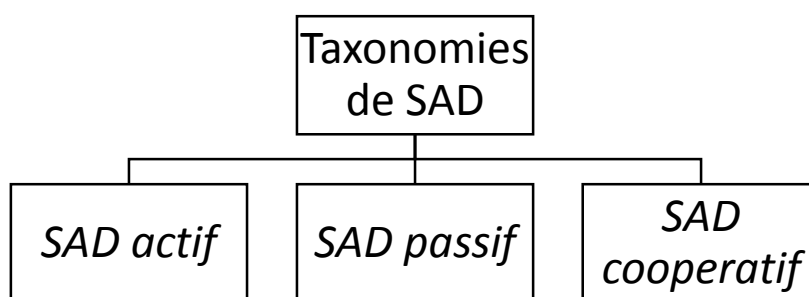 Taxonomies
de SAD
SAD actif
SAD passif
SAD
cooperatif